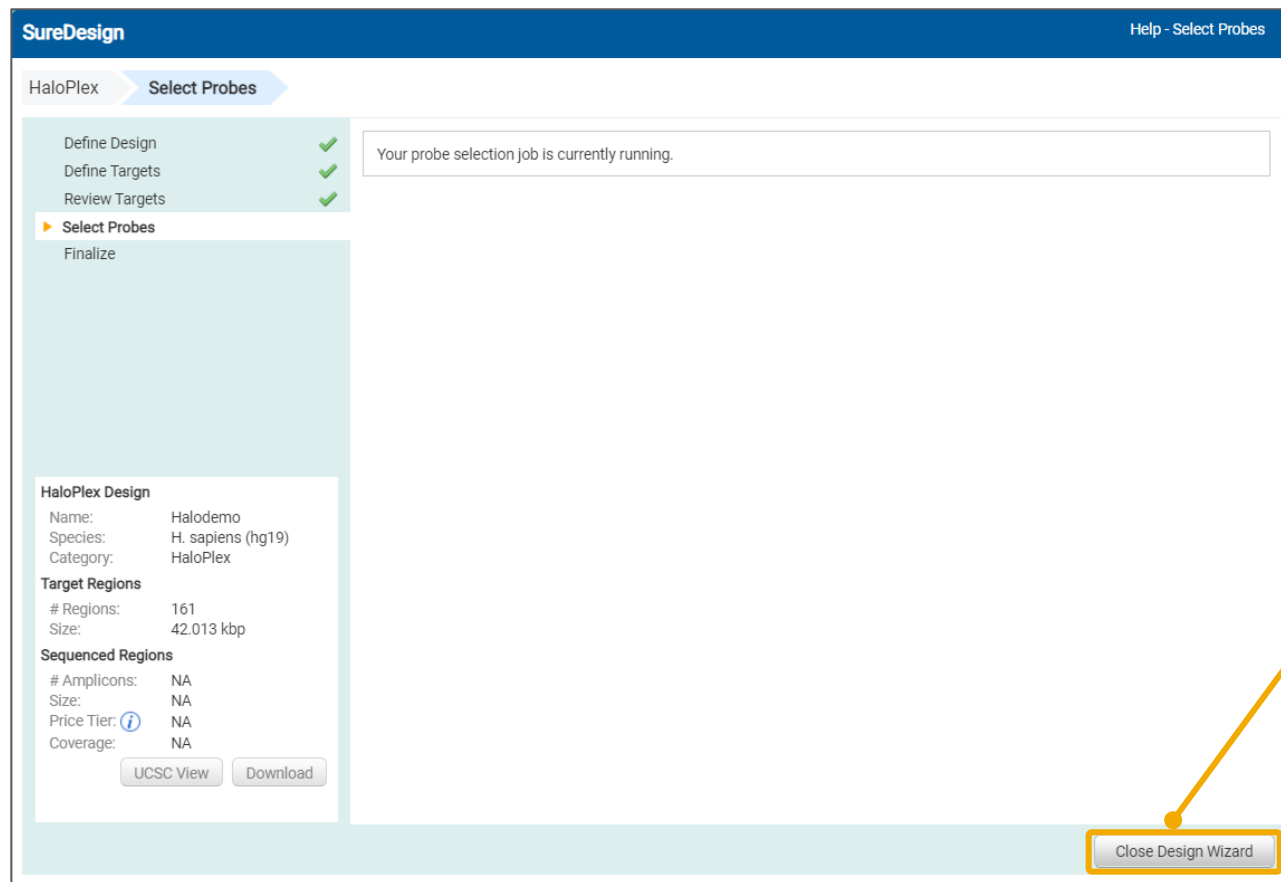 SureDesign
Help - Select Probes
HaloPlex
Select Probes
Define Design
Define Targets
Review Targets
Select Probes
Finalize
Your probe selection job is currently running.
HaloPlex Design
Name: Halodemo
Species: H. sapiens (hg19)
Category: HaloPlex
Target Regions
# Regions: 161
Size: 42.013 kbp
Sequenced Regions
# Amplicons: NA
Size: NA
Price Tier: i NA
Coverage: NA
UCSC View Download
Close Design Wizard